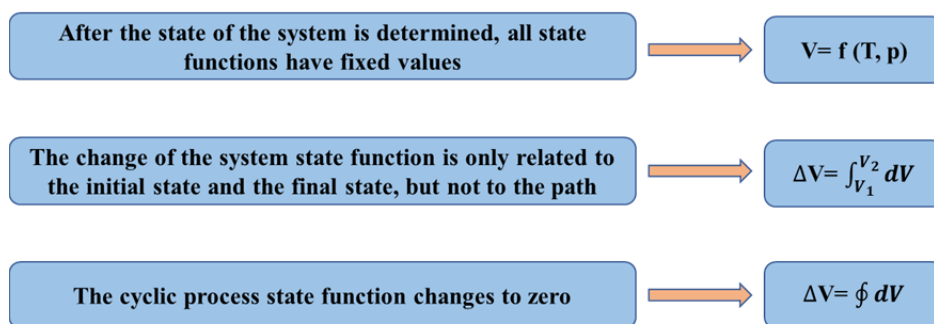 After the state of the system is determined, all state
functions have fixed values
V= f (T, p)
The change of the system state function is only related to
the initial state and the final state, but not to the path
ΔV= ∫_{V_1}^{V_2} dV
The cyclic process state function changes to zero
ΔV= ∮ dV